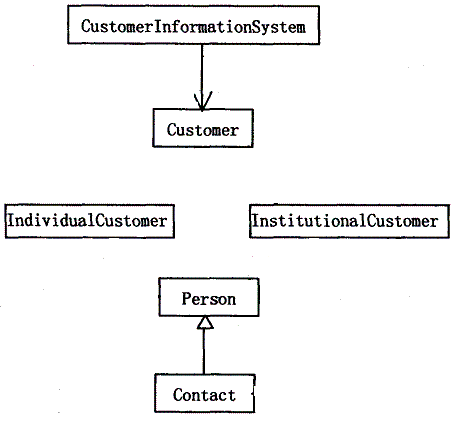 CustomerInformationSystem
Customer
IndividualCustomer
InstitutionalCustomer
Person
Contact